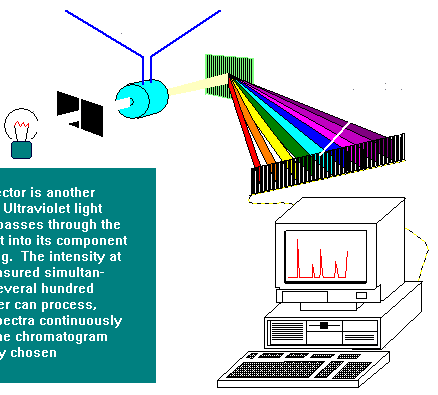 ector is another
Ultraviolet light
passes through the
t into its component
g. The intensity at
asured simultan-
everal hundred
er can process,
pectra continuously
he chromatogram
y chosen